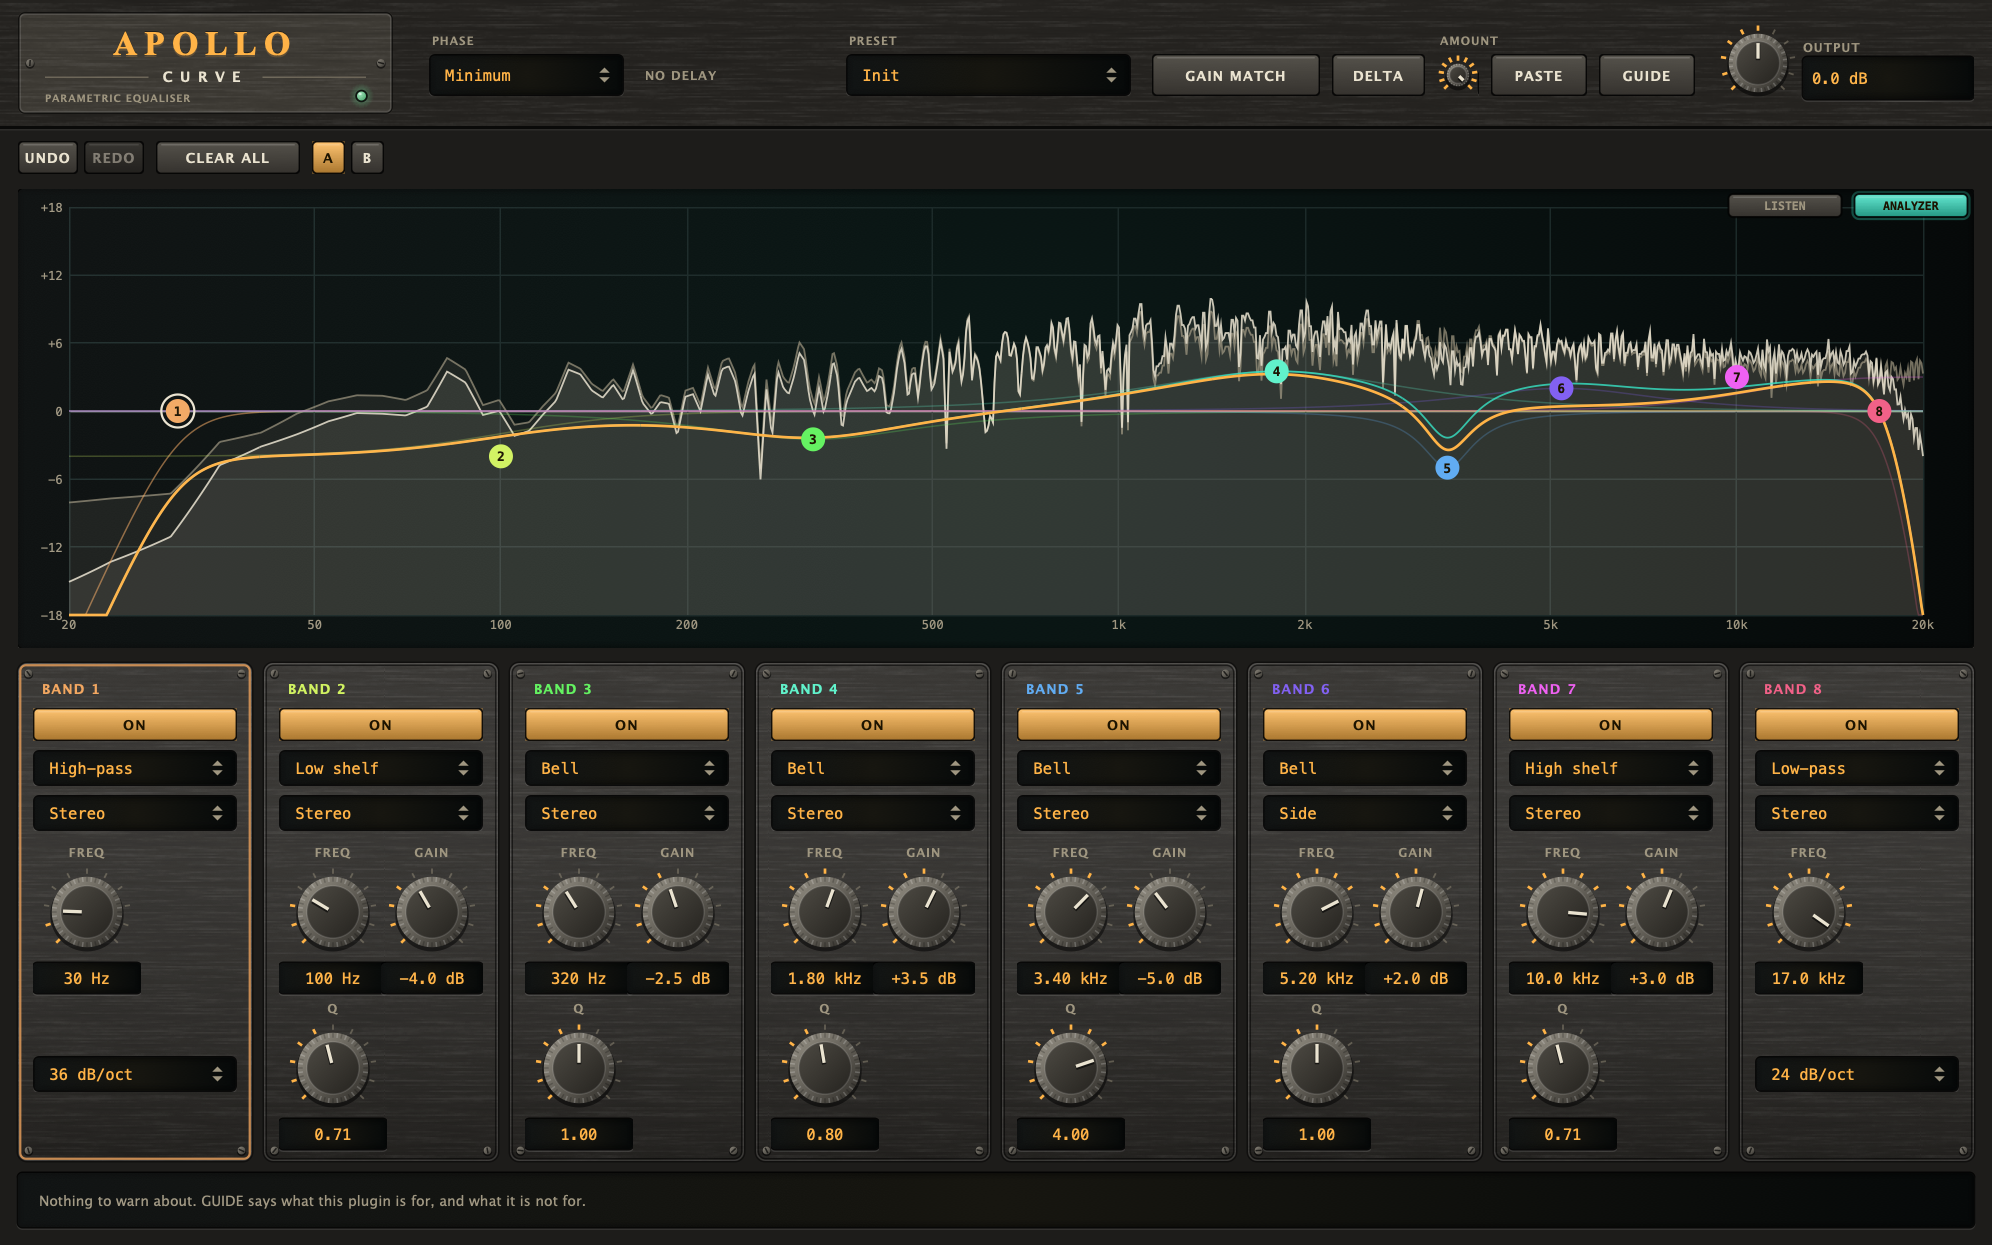 APOLLO
CURVE
PARAMETRIC EQUALISER
PHASE
Minimum
NO DELAY
PRESET
Init
GAIN MATCH
DELTA
AMOUNT
PASTE
GUIDE
OUTPUT
0.0 dB
UNDO
REDO
CLEAR ALL
A
B
LISTEN
ANALYZER
+18
+12
+6
0
−6
−12
−18
1
2
3
4
5
6
7
8
20
50
100
200
500
1k
2k
5k
10k
20k
BAND 1
ON
High-pass
Stereo
FREQ
30 Hz
36 dB/oct
BAND 2
ON
Low shelf
Stereo
FREQ
GAIN
100 Hz
−4.0 dB
Q
0.71
BAND 3
ON
Bell
Stereo
FREQ
GAIN
320 Hz
−2.5 dB
Q
1.00
BAND 4
ON
Bell
Stereo
FREQ
GAIN
1.80 kHz
+3.5 dB
Q
0.80
BAND 5
ON
Bell
Stereo
FREQ
GAIN
3.40 kHz
−5.0 dB
Q
4.00
BAND 6
ON
Bell
Side
FREQ
GAIN
5.20 kHz
+2.0 dB
Q
1.00
BAND 7
ON
High shelf
Stereo
FREQ
GAIN
10.0 kHz
+3.0 dB
Q
0.71
BAND 8
ON
Low-pass
Stereo
FREQ
17.0 kHz
24 dB/oct
Nothing to warn about. GUIDE says what this plugin is for, and what it is not for.